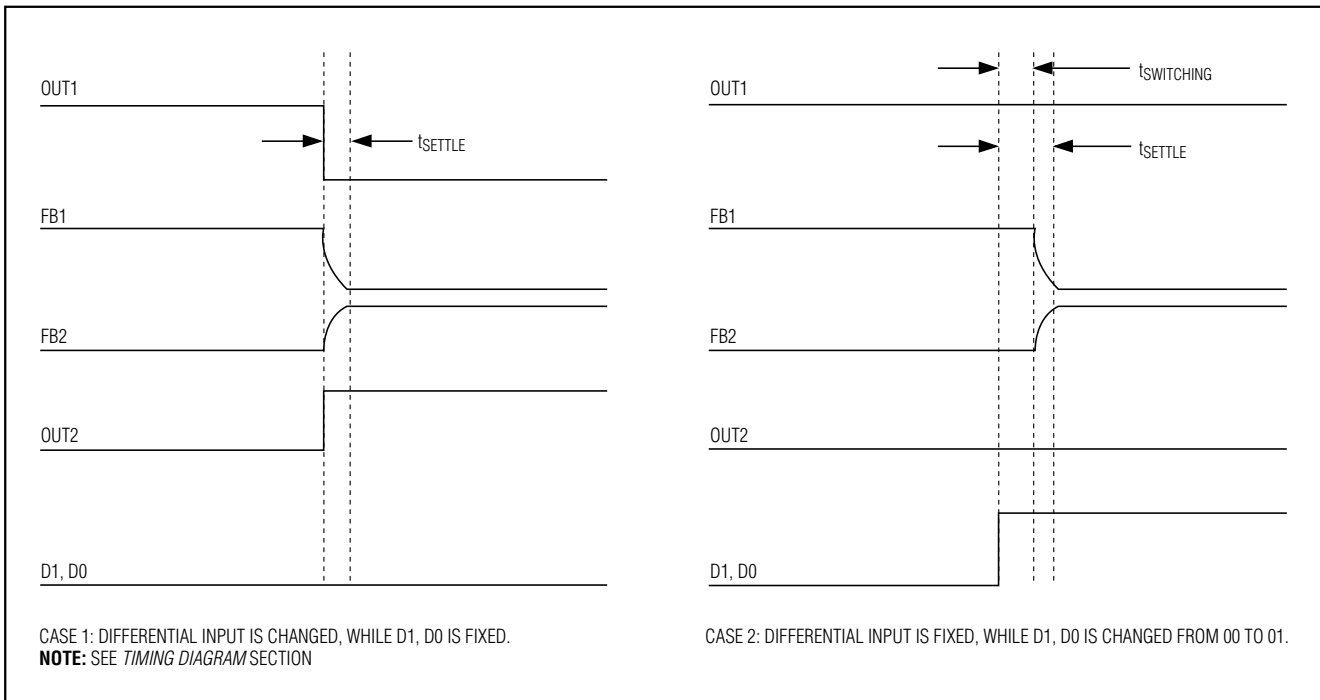 OUT1
tSETTLE
FB1
FB2
OUT2
D1, D0
CASE 1: DIFFERENTIAL INPUT IS CHANGED, WHILE D1, D0 IS FIXED.
NOTE: SEE TIMING DIAGRAM SECTION
tSWITCHING
OUT1
tSETTLE
FB1
FB2
OUT2
D1, D0
CASE 2: DIFFERENTIAL INPUT IS FIXED, WHILE D1, D0 IS CHANGED FROM 00 TO 01.